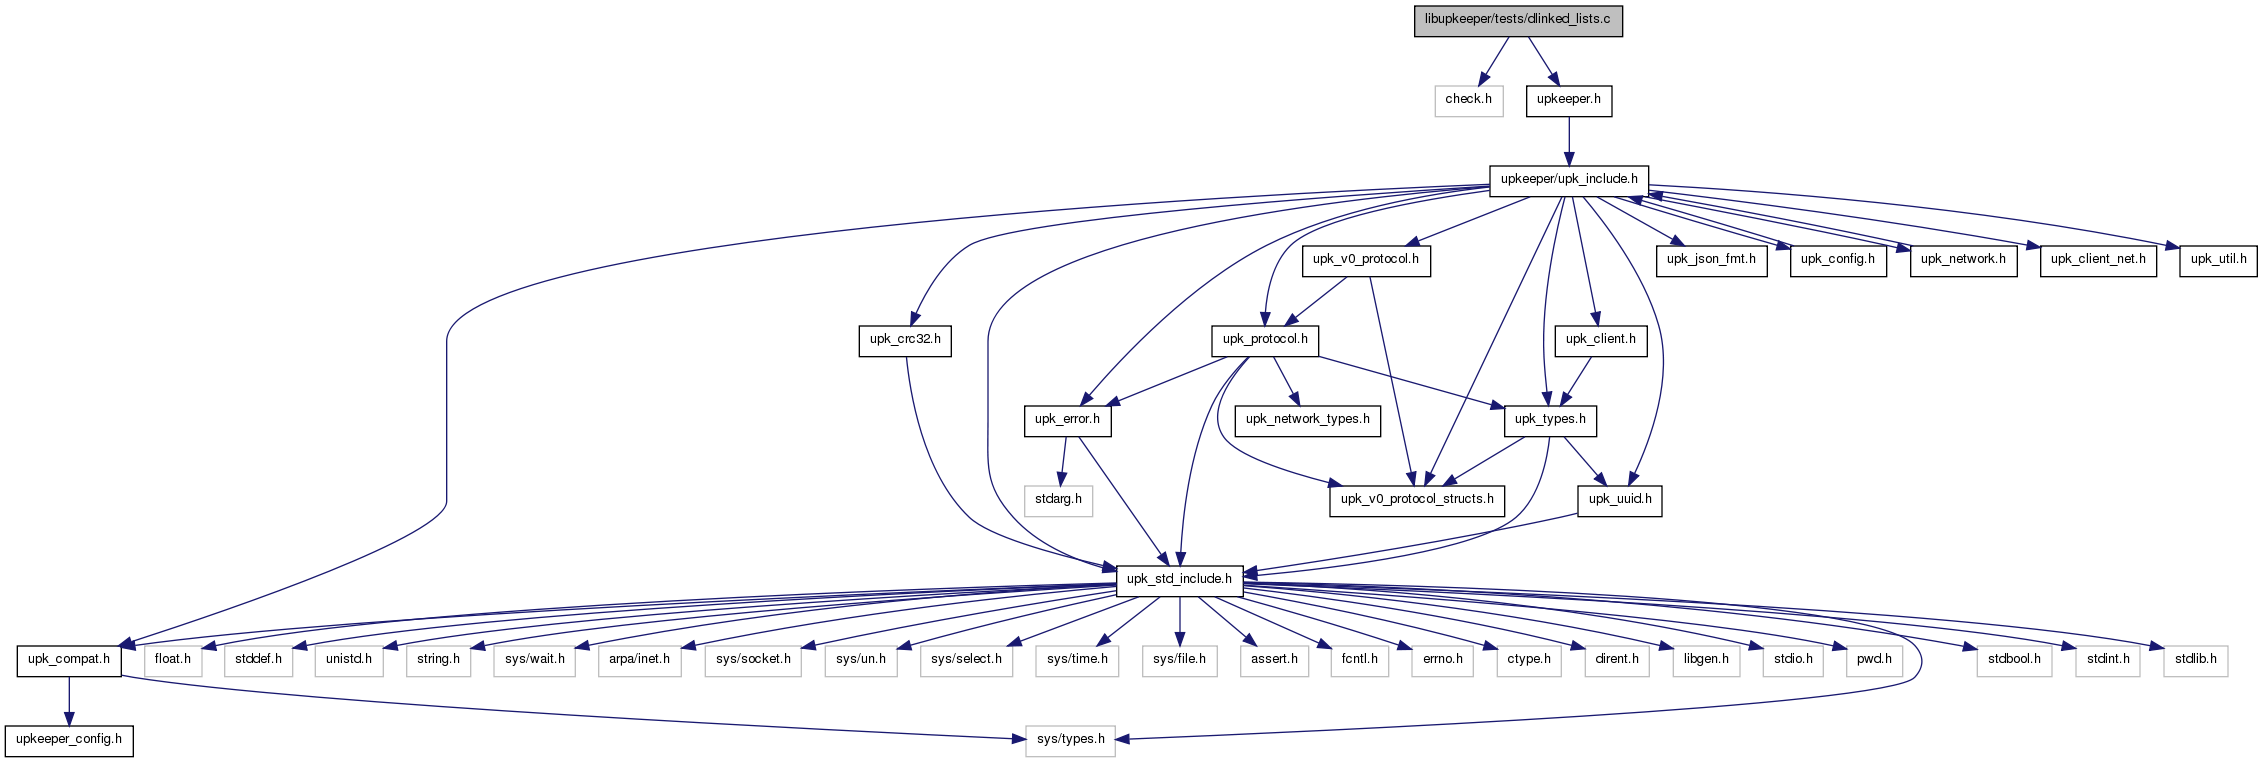 libupkeeper/tests/dlinked_lists.c
check.h
upkeeper.h
upkeeper/upk_include.h
upk_v0_protocol.h
upk_json_fmt.h
upk_config.h
upk_network.h
upk_client_net.h
upk_util.h
upk_crc32.h
upk_protocol.h
upk_client.h
upk_error.h
upk_network_types.h
upk_types.h
stdarg.h
upk_v0_protocol_structs.h
upk_uuid.h
upk_std_include.h
upk_compat.h
float.h
stddef.h
unistd.h
string.h
sys/wait.h
arpa/inet.h
sys/socket.h
sys/un.h
sys/select.h
sys/time.h
sys/file.h
assert.h
fcntl.h
errno.h
ctype.h
dirent.h
libgen.h
stdio.h
pwd.h
stdbool.h
stdint.h
stdlib.h
upkeeper_config.h
sys/types.h